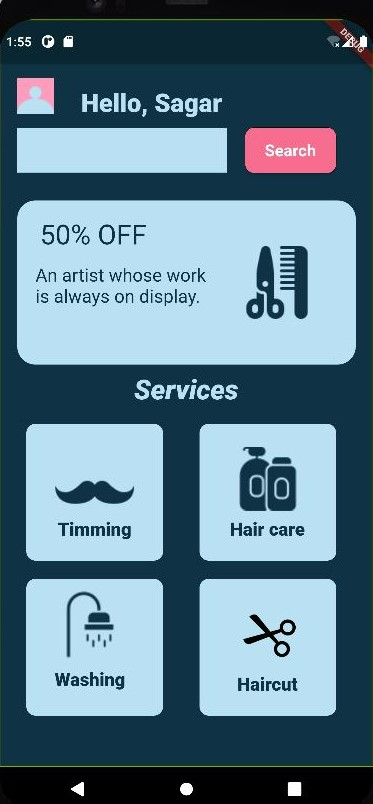 1:55
DEBUG
Hello, Sagar
Search
50% OFF
An artist whose work
is always on display.
Services
Timming
Hair care
Washing
Haircut